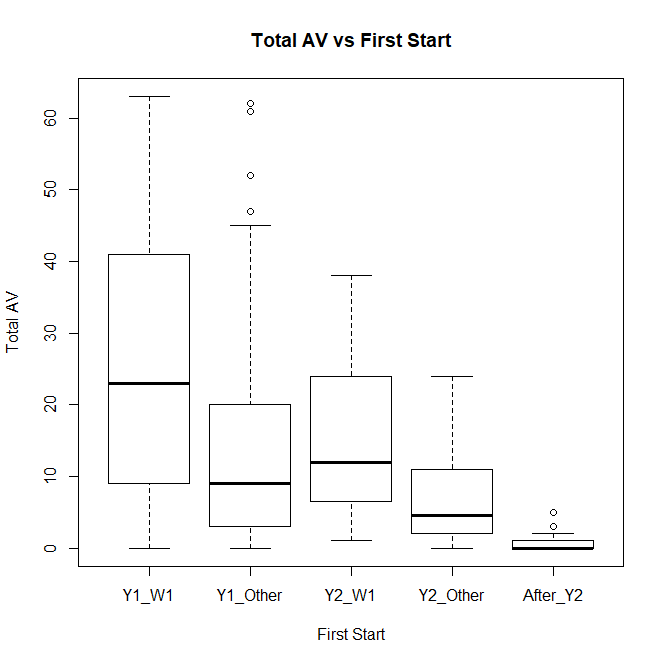 Total AV vs First Start
Total AV
60
50
40
30
20
10
0
Y1_W1
Y1_Other
Y2_W1
Y2_Other
After_Y2
First Start